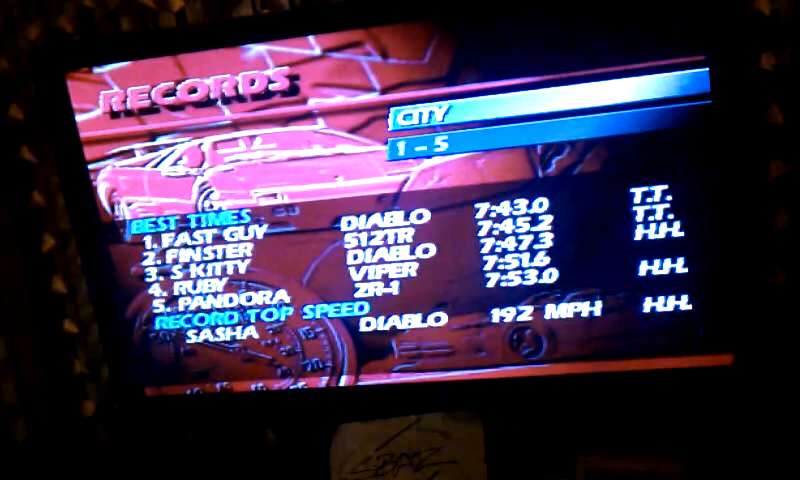 RECORDS
CITY
1 - 5
BEST TIMES
1. FAST GUY DIABLO 7:43.0 T.T.
2. FINSTER 512TR 7:45.2 T.T.
3. S KITTY DIABLO 7:47.3 H.H.
4. RUBY VIPER 7:51.6
5. PANDORA ZR-1 7:53.0 H.H.
RECORD TOP SPEED
SASHA DIABLO 192 MPH H.H.